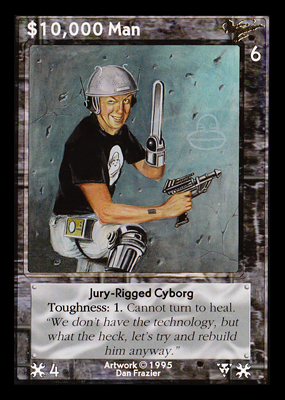 $10,000 Man
6
Jury-Rigged Cyborg
Toughness: 1. Cannot turn to heal.
"We don't have the technology, but
what the heck, let's try and rebuild
him anyway."
4
Artwork © 1995
Dan Frazier